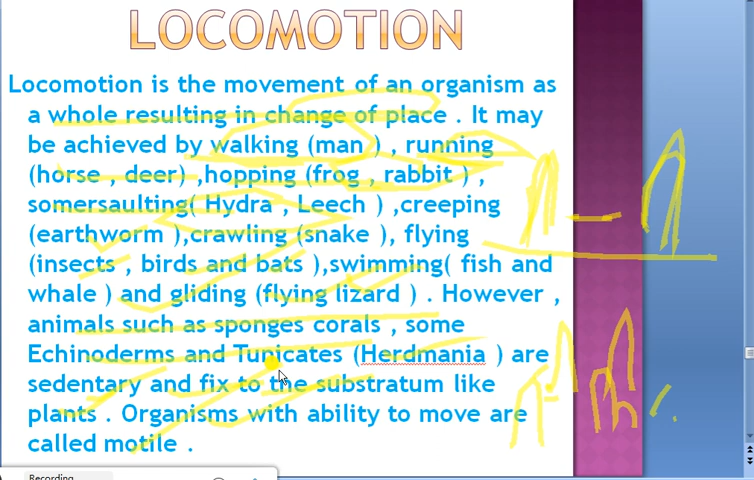 LOCOMOTION
Locomotion is the movement of an organism as
a whole resulting in change of place . It may
be achieved by walking (man ) , running
(horse , deer) ,hopping (frog , rabbit ) ,
somersaulting( Hydra , Leech ) ,creeping
(earthworm ),crawling (snake ), flying
(insects , birds and bats ),swimming( fish and
whale ) and gliding (flying lizard ) . However ,
animals such as sponges corals , some
Echinoderms and Tunicates (Herdmania ) are
sedentary and fix to the substratum like
plants . Organisms with ability to move are
called motile .
Recording